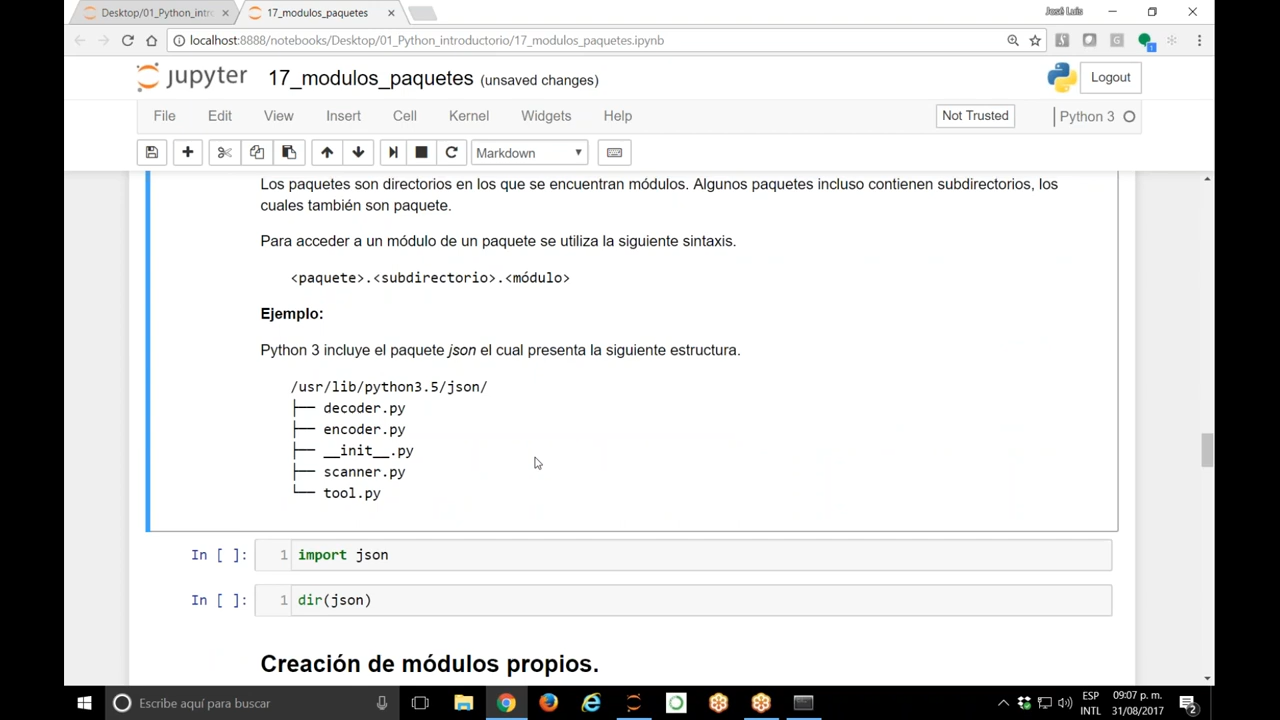 Desktop/01_Python_intro
17_modulos_paquetes
José Luis
localhost:8888/notebooks/Desktop/01_Python_introductorio/17_modulos_paquetes.ipynb
jupyter 17_modulos_paquetes (unsaved changes)
Logout
File Edit View Insert Cell Kernel Widgets Help Not Trusted Python 3
Markdown
Los paquetes son directorios en los que se encuentran módulos. Algunos paquetes incluso contienen subdirectorios, los
cuales también son paquete.
Para acceder a un módulo de un paquete se utiliza la siguiente sintaxis.
<paquete>.<subdirectorio>.<módulo>
Ejemplo:
Python 3 incluye el paquete json el cual presenta la siguiente estructura.
/usr/lib/python3.5/json/
├── decoder.py
├── encoder.py
├── __init__.py
├── scanner.py
└── tool.py
In [ ]: 1 import json
In [ ]: 1 dir(json)
Creación de módulos propios.
Escribe aquí para buscar
ESP 09:07 p. m.
INTL 31/08/2017 2